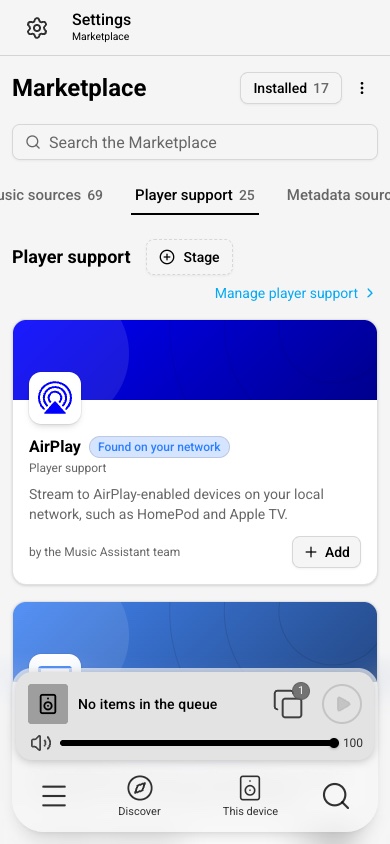 Settings
Marketplace
Marketplace
Installed 17
Search the Marketplace
usic sources 69
Player support 25
Metadata sourc
Player support
Stage
Manage player support
AirPlay
Found on your network
Player support
Stream to AirPlay-enabled devices on your local
network, such as HomePod and Apple TV.
by the Music Assistant team
Add
No items in the queue
1
100
Discover
This device